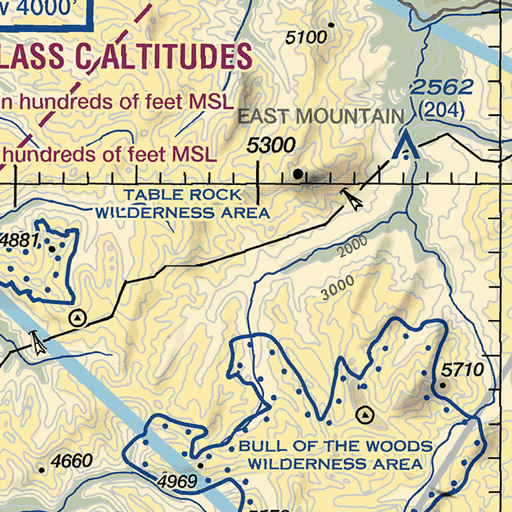 w 4000'
LASS C ALTITUDES
in hundreds of feet MSL
hundreds of feet MSL
5100
2562
(204)
EAST MOUNTAIN
5300
TABLE ROCK
WILDERNESS AREA
4881
2000
3000
5710
BULL OF THE WOODS
WILDERNESS AREA
4660
4969